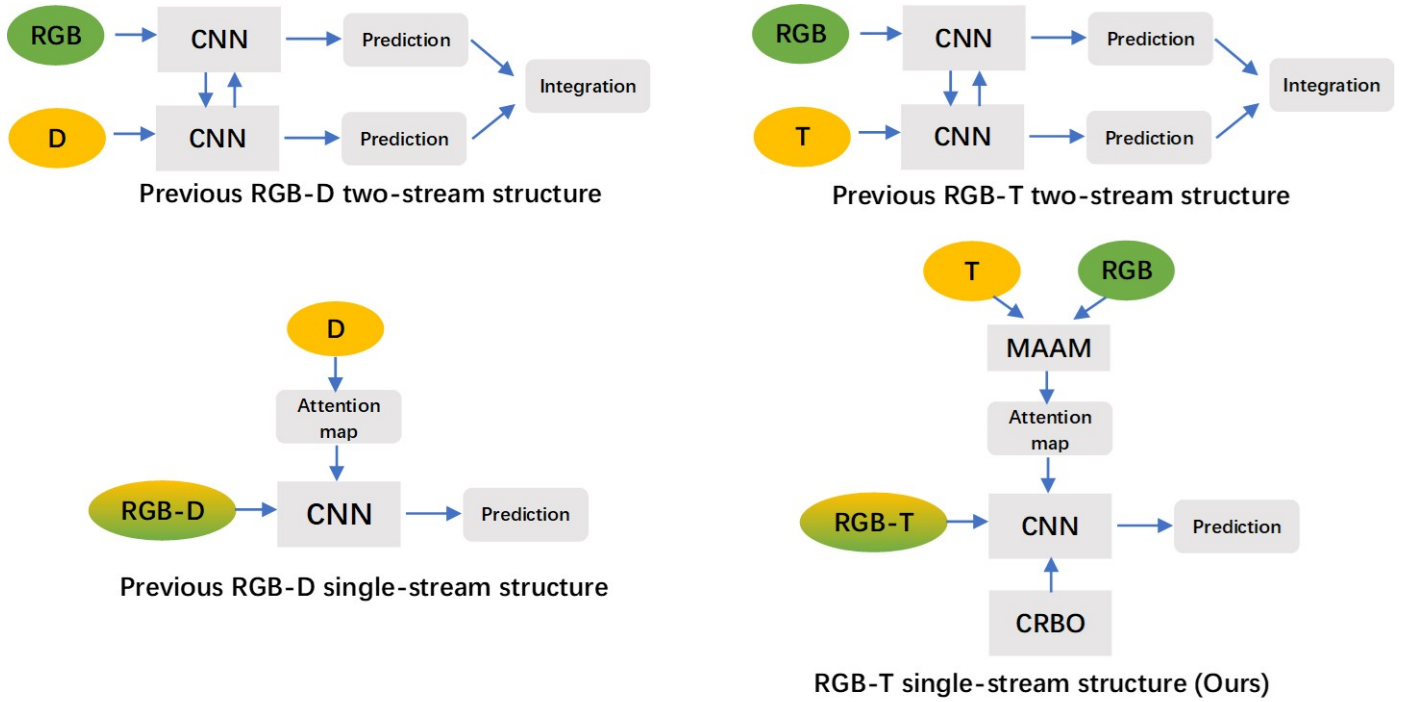 RGB
CNN
Prediction
Integration
D
CNN
Prediction
Previous RGB-D two-stream structure
RGB
CNN
Prediction
Integration
T
CNN
Prediction
Previous RGB-T two-stream structure
D
Attention
map
RGB-D
CNN
Prediction
Previous RGB-D single-stream structure
T
RGB
MAAM
Attention
map
RGB-T
CNN
Prediction
CRBO
RGB-T single-stream structure (Ours)